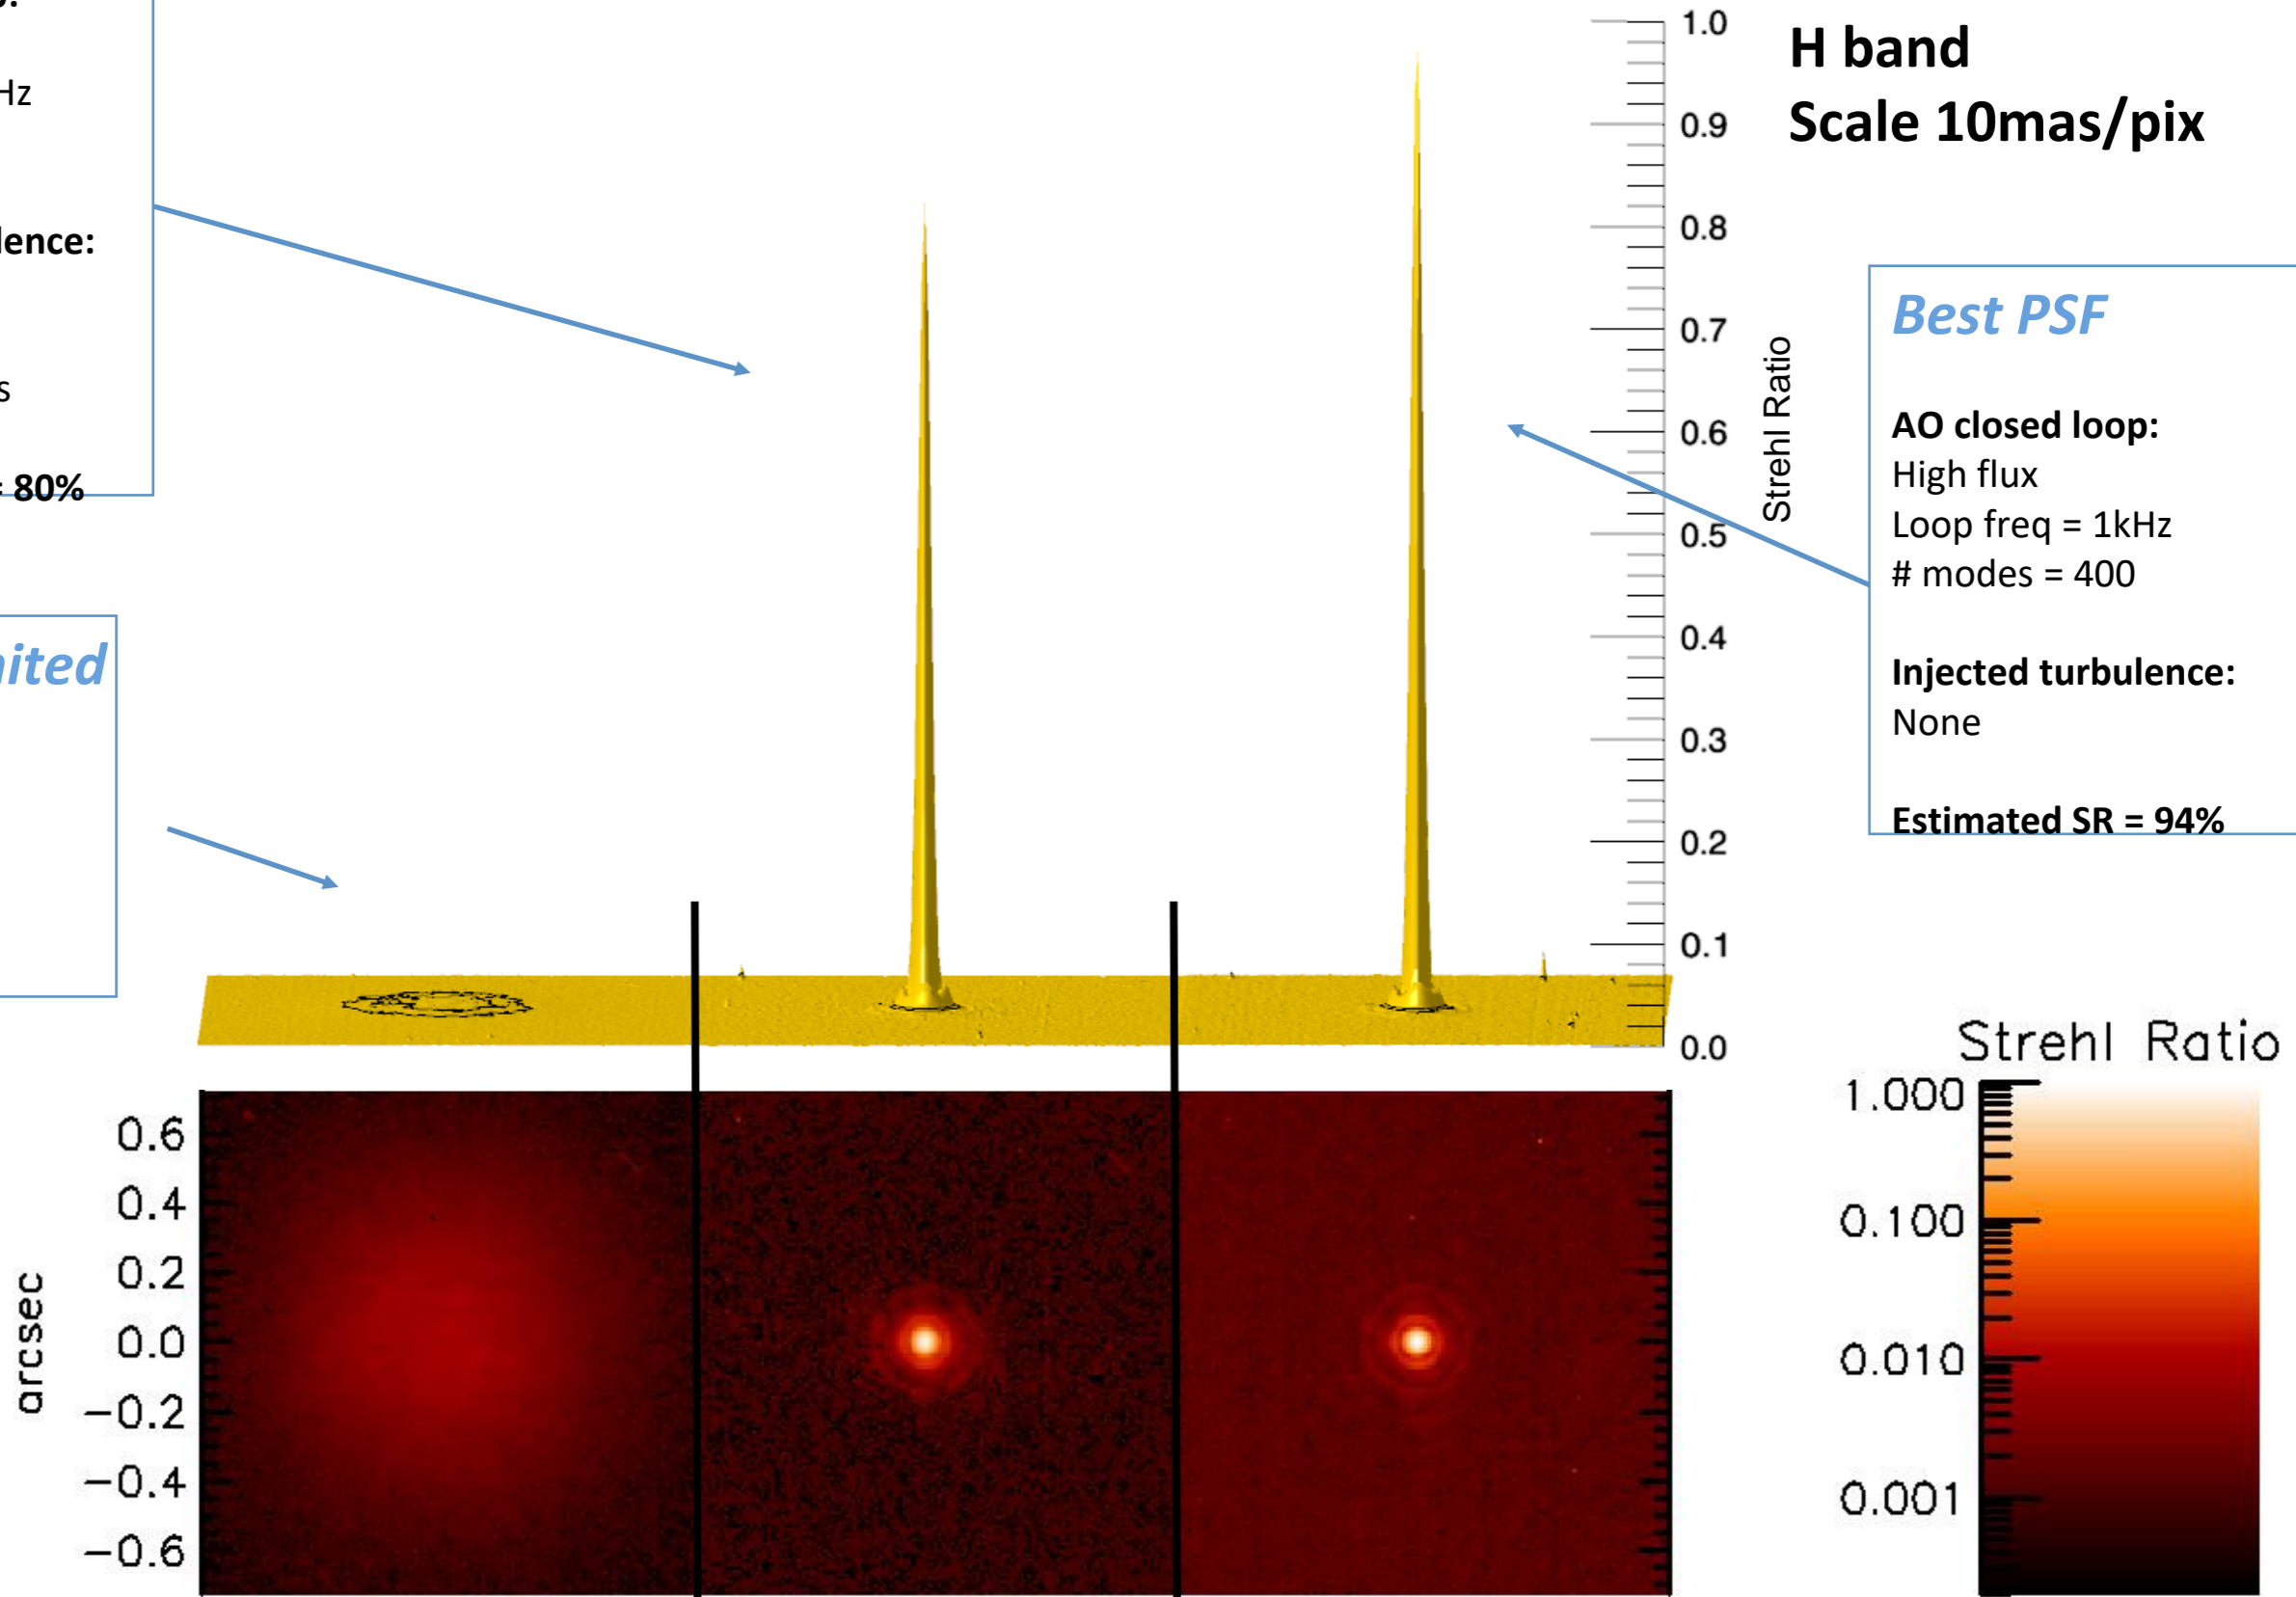 Hz
lence:
s
= 80%
nited
1.0
0.9
0.8
0.7
0.6
0.5
0.4
0.3
0.2
0.1
0.0
Strehl Ratio
H band
Scale 10mas/pix
Best PSF
AO closed loop:
High flux
Loop freq = 1kHz
# modes = 400
Injected turbulence:
None
Estimated SR = 94%
arcsec
0.6
0.4
0.2
0.0
−0.2
−0.4
−0.6
Strehl Ratio
1.000
0.100
0.010
0.001